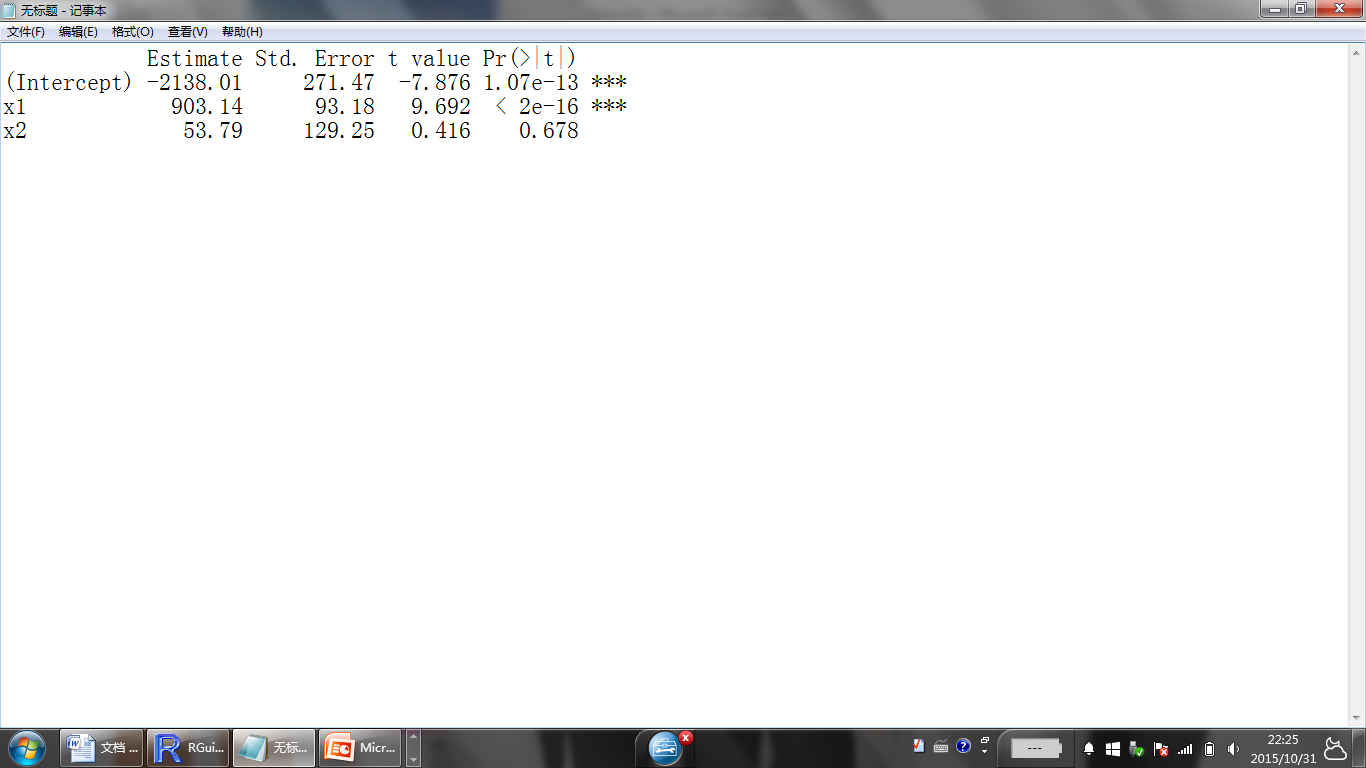 无标题 - 记事本
文件(F) 编辑(E) 格式(O) 查看(V) 帮助(H)
Estimate Std. Error t value Pr(>|t|)
(Intercept) -2138.01 271.47 -7.876 1.07e-13 ***
x1 903.14 93.18 9.692 < 2e-16 ***
x2 53.79 129.25 0.416 0.678
文档 ... RGui... 无标... Micr... --- 22:25
2015/10/31